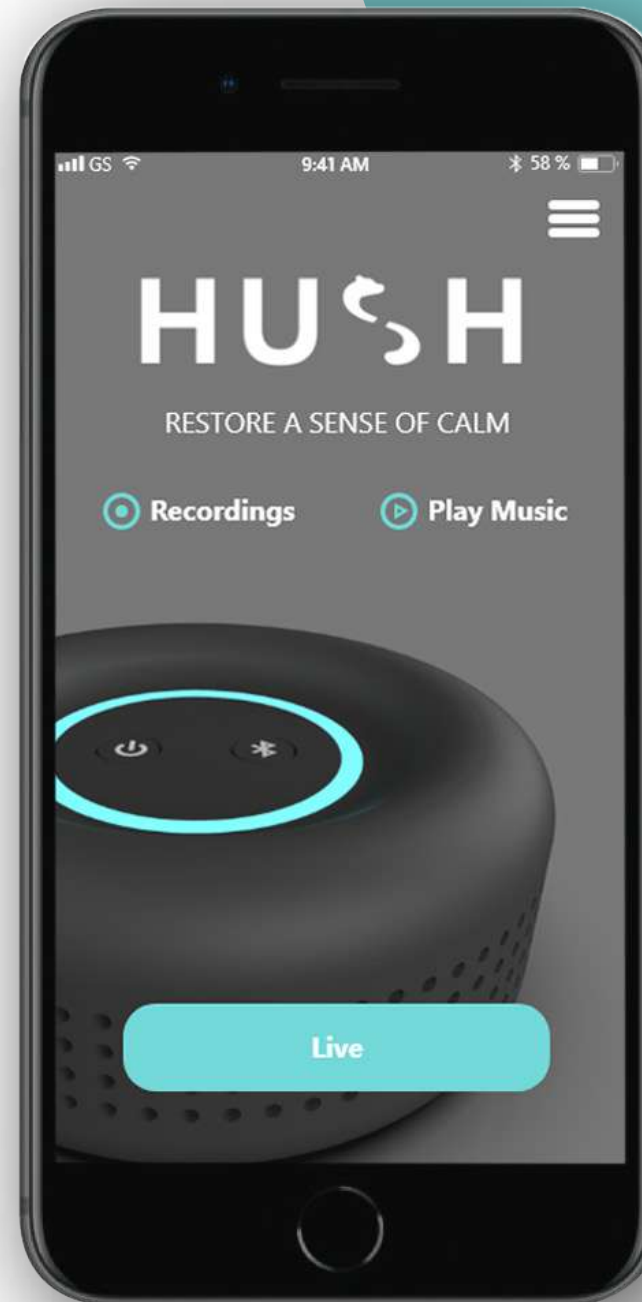 GS 9:41 AM 58 %
HUSH
RESTORE A SENSE OF CALM
Recordings Play Music
Live